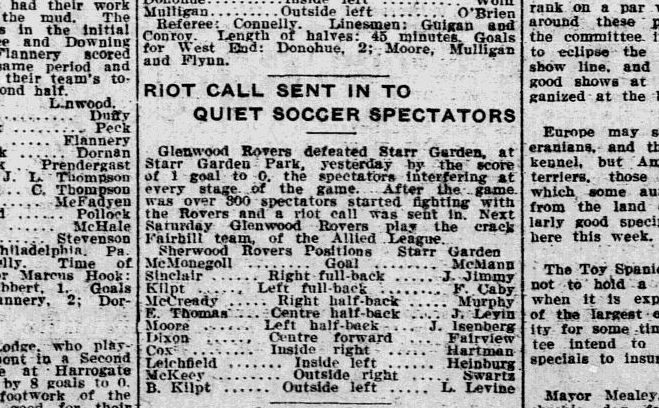 had their work
the mud. The
s in the initial
ee and Downing
Flannery scored
same period and
their team's to-
ond half.
Linwood.
Duffy
Peck
Flannery
Dornan
Prendergast
J. L. Thompson
C. Thompson
McFadyen
Pollock
McHale
Stevenson
Philadelphia, Pa.
elly. Time of
or Marcus Hook:
bbert, 1. Goals
annery, 2; Dor-
odge, who play-
ont in a Second
e at Harrogate
by 8 goals to 0.
footwork of the
Mulligan. .... Outside left .... O'Brien
Referee: Connelly. Linesmen: Guigan and
Conroy. Length of halves: 45 minutes. Goals
for West End: Donohue, 2; Moore, Mulligan
and Flynn.
RIOT CALL SENT IN TO
QUIET SOCCER SPECTATORS
Glenwood Rovers defeated Starr Garden, at
Starr Garden Park, yesterday by the score
of 1 goal to 0, the spectators interfering at
every stage of the game. After the game
was over 300 spectators started fighting with
the Rovers and a riot call was sent in. Next
Saturday Glenwood Rovers play the crack
Fairhill team, of the Allied League.
Sherwood Rovers Positions Starr Garden
McMonegoll .... Goal .... McMann
Sinclair .... Right full-back .... J. Jimmy
Kilpt .... Left full-back .... F. Caby
McCready .... Right half-back .... Murphy
E. Thomas .... Centre half-back .... J. Levin
Moore .... Left half-back .... J. Isenberg
Dixon .... Centre forward .... Fairview
Cox .... Inside right .... Hartman
Leichfield .... Inside left .... Heinburg
McKeey .... Outside right .... Swartz
B. Kilpt .... Outside left .... L. Levine
rank on a par
around these
the committee.
to eclipse the
show line, and
good shows at
ganized at the
Europe may s
eranians, and th
kennel, but Am
terriers, those
which some au
from the land
larly good speci
here this week.
The Toy Spanie
not to hold a
when it is exp
of the largest e
ity for some tim
tee intend to
specials to insur
Mayor Mealey